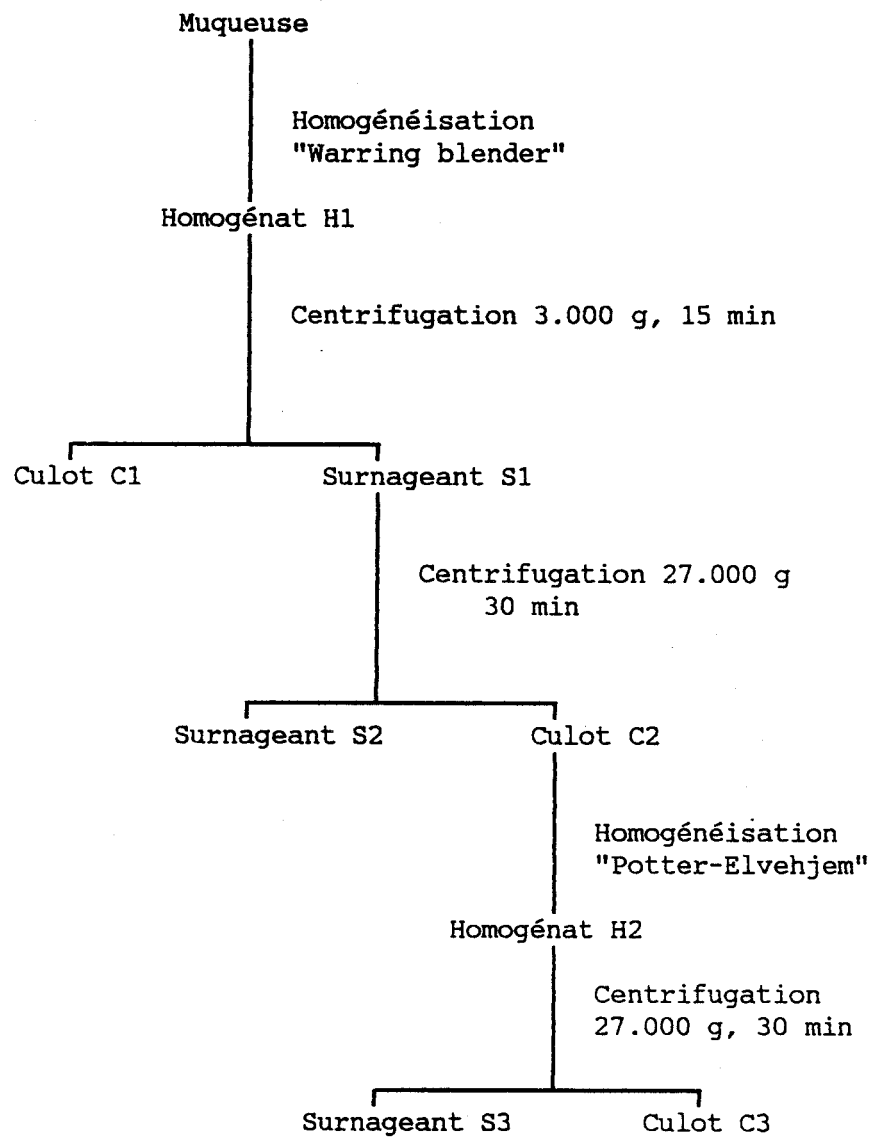 Muqueuse
Homogénéisation
"Warring blender"
Homogénat H1
Centrifugation 3.000 g, 15 min
Culot C1 Surnageant S1
Centrifugation 27.000 g
30 min
Surnageant S2 Culot C2
Homogénéisation
"Potter-Elvehjem"
Homogénat H2
Centrifugation
27.000 g, 30 min
Surnageant S3 Culot C3